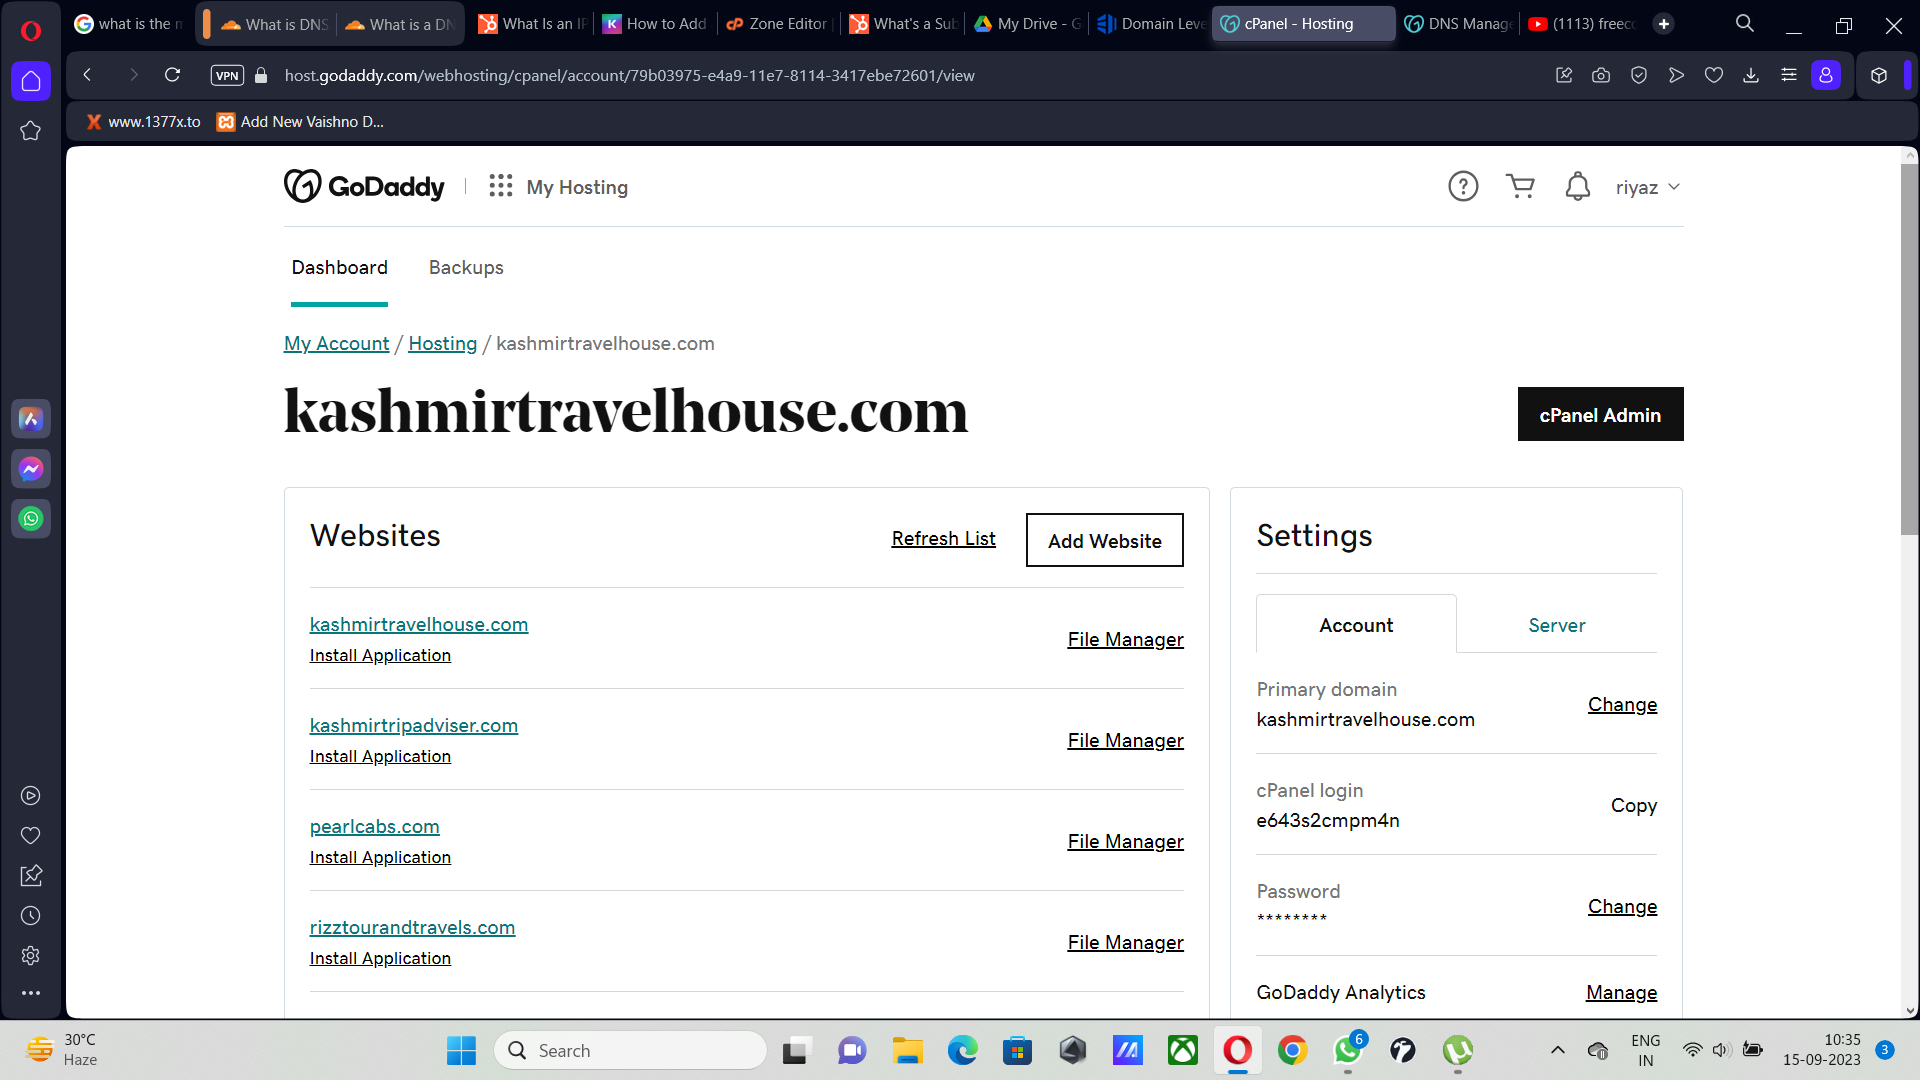 what is the m
What is DNS
What is a DN
What Is an IP
How to Add
Zone Editor
What's a Sub
My Drive - G
Domain Leve
cPanel - Hosting
DNS Manage
(1113) freecc
VPN
host.godaddy.com/webhosting/cpanel/account/79b03975-e4a9-11e7-8114-3417ebe72601/view
www.1377x.to
Add New Vaishno D...
GoDaddy
My Hosting
riyaz
Dashboard
Backups
My Account / Hosting / kashmirtravelhouse.com
kashmirtravelhouse.com
cPanel Admin
Websites
Refresh List
Add Website
kashmirtravelhouse.com
Install Application
File Manager
kashmirtripadviser.com
Install Application
File Manager
pearlcabs.com
Install Application
File Manager
rizztourandtravels.com
Install Application
File Manager
Settings
Account
Server
Primary domain
kashmirtravelhouse.com
Change
cPanel login
e643s2cmpm4n
Copy
Password
********
Change
GoDaddy Analytics
Manage
30°C
Haze
Search
6
ENG
IN
10:35
15-09-2023
3